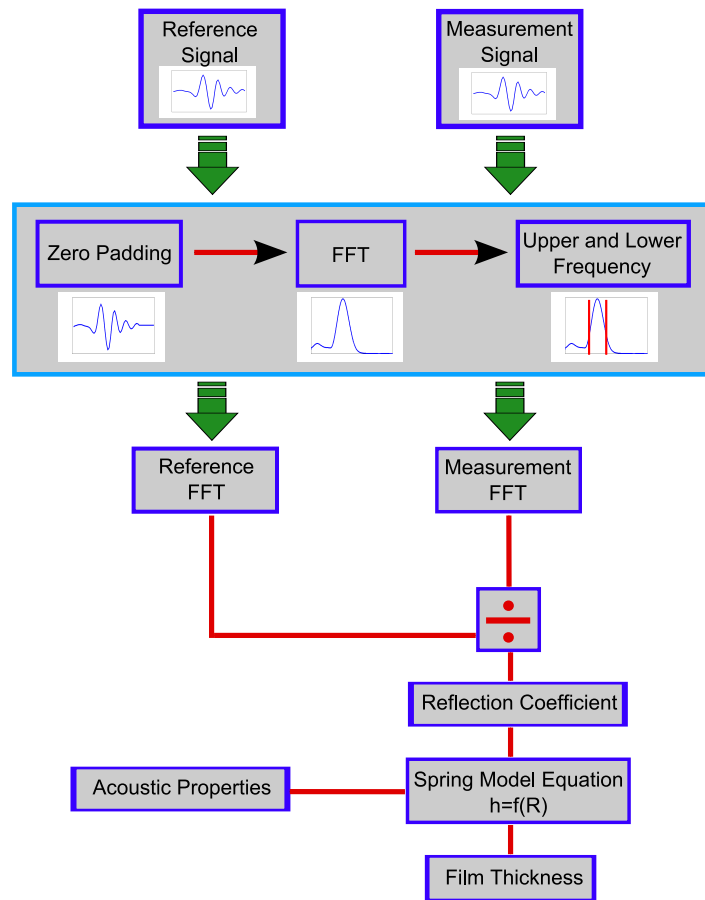 Reference
Signal
Measurement
Signal
Zero Padding
FFT
Upper and Lower
Frequency
Reference
FFT
Measurement
FFT
Reflection Coefficient
Acoustic Properties
Spring Model Equation
h=f(R)
Film Thickness